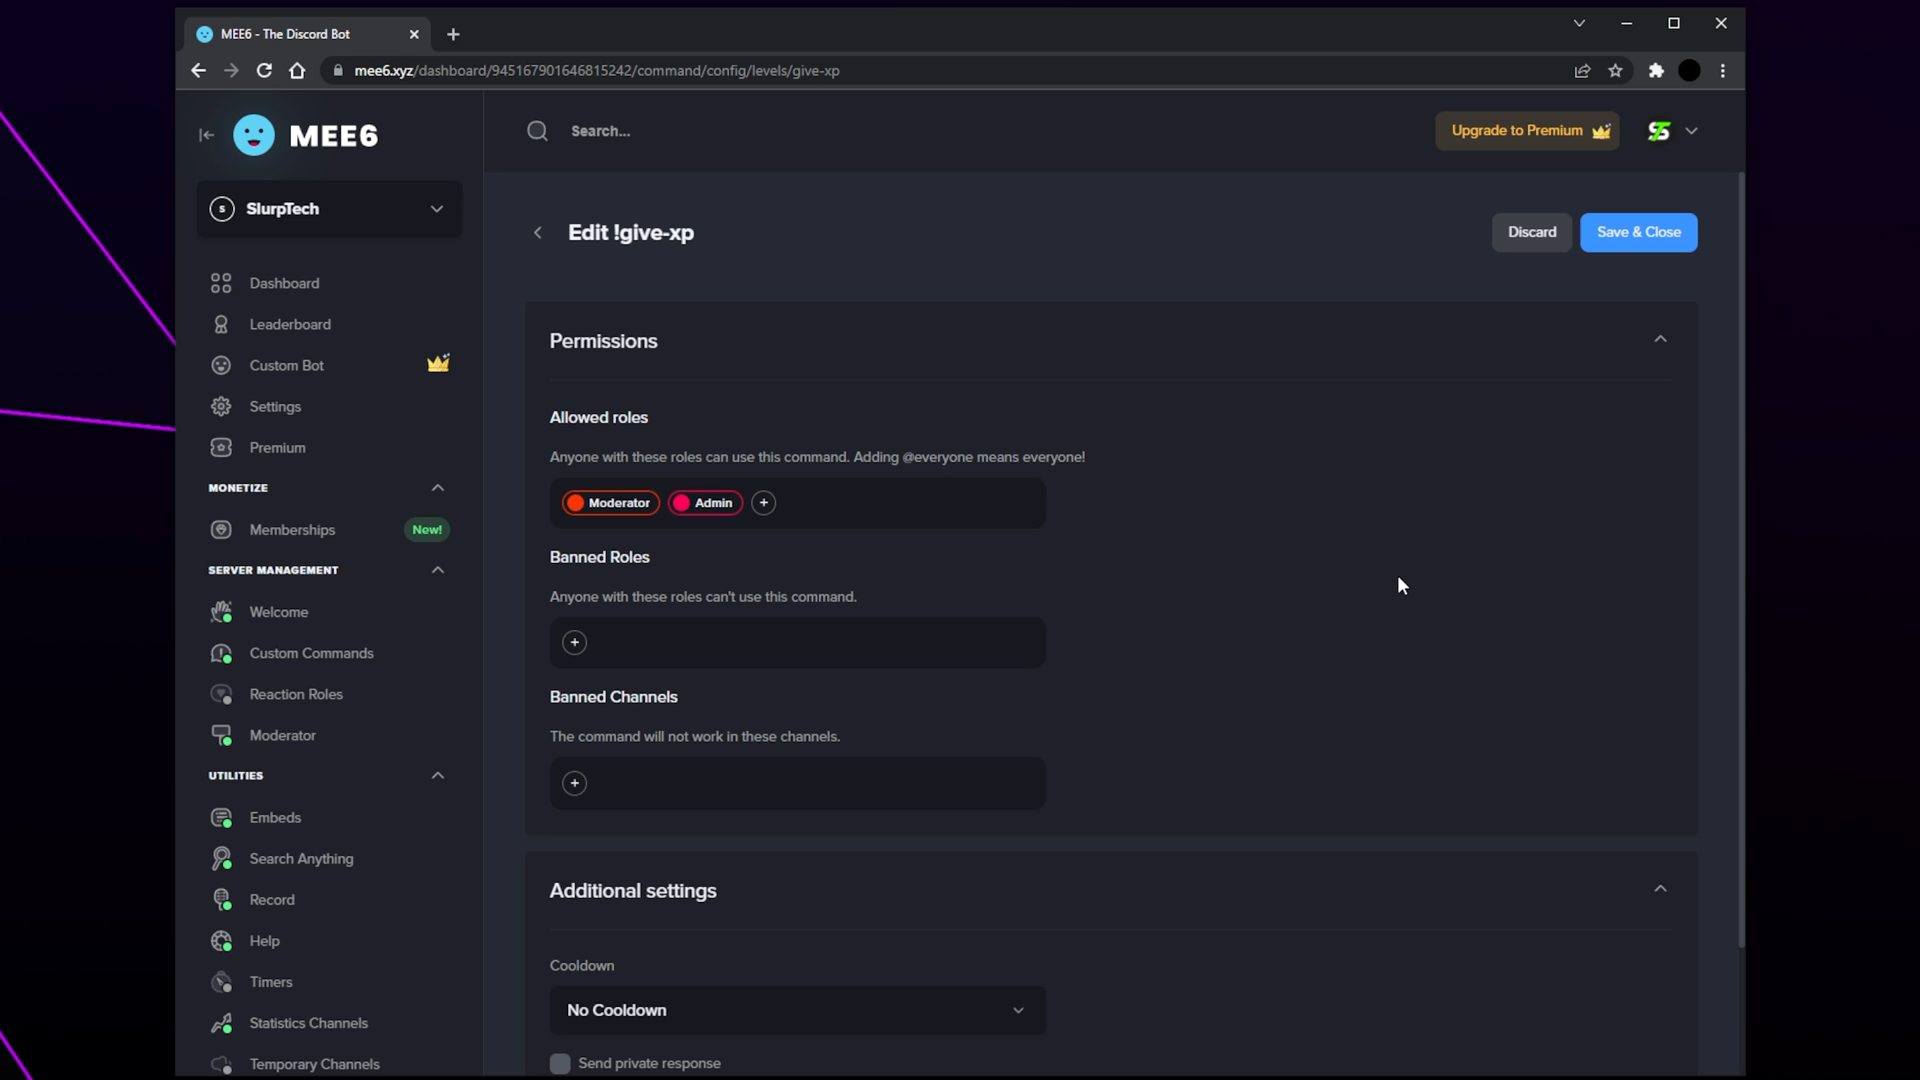 MEE6 - The Discord Bot
mee6.xyz/dashboard/945167901646815242/command/config/levels/give-xp
MEE6
Search...
Upgrade to Premium
S SlurpTech
Dashboard
Leaderboard
Custom Bot
Settings
Premium
MONETIZE
Memberships New!
SERVER MANAGEMENT
Welcome
Custom Commands
Reaction Roles
Moderator
UTILITIES
Embeds
Search Anything
Record
Help
Timers
Statistics Channels
Temporary Channels
Edit !give-xp
Discard
Save & Close
Permissions
Allowed roles
Anyone with these roles can use this command. Adding @everyone means everyone!
Moderator Admin +
Banned Roles
Anyone with these roles can't use this command.
+
Banned Channels
The command will not work in these channels.
+
Additional settings
Cooldown
No Cooldown
Send private response